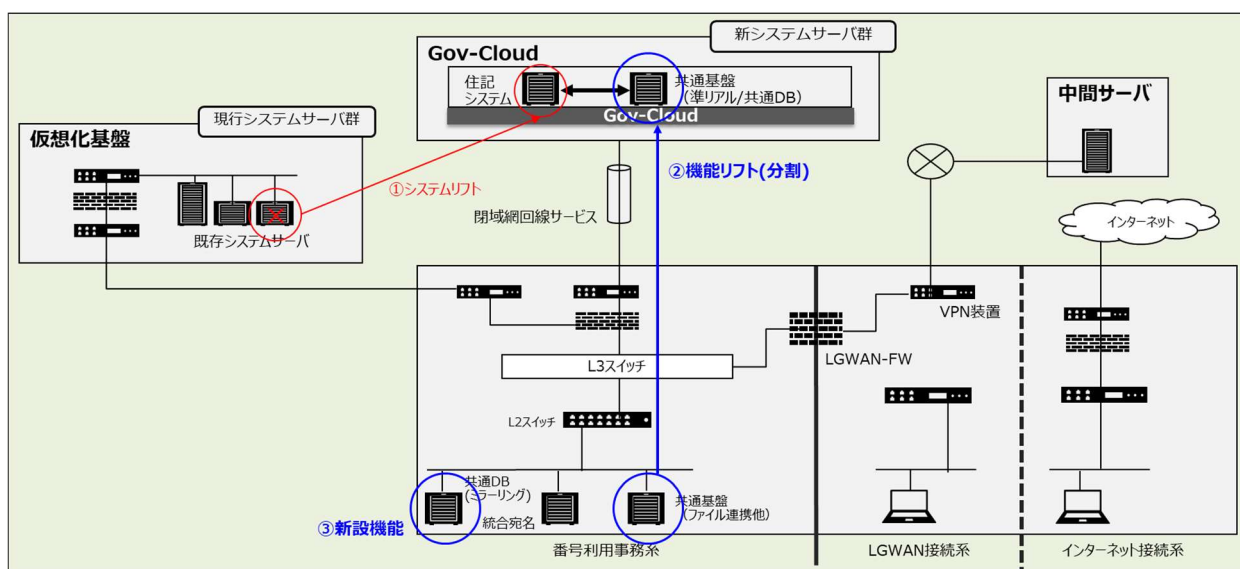 新システムサーバ群
Gov-Cloud
住記
システム
共通基盤
(準リアル/共通DB)
Gov-Cloud
現行システムサーバ群
仮想化基盤
既存システムサーバ
①システムリフト
②機能リフト(分割)
閉域網回線サービス
中間サーバ
インターネット
VPN装置
LGWAN-FW
L3スイッチ
L2スイッチ
共通DB
(ミラーリング)
統合宛名
共通基盤
(ファイル連携他)
③新設機能
番号利用事務系
LGWAN接続系
インターネット接続系